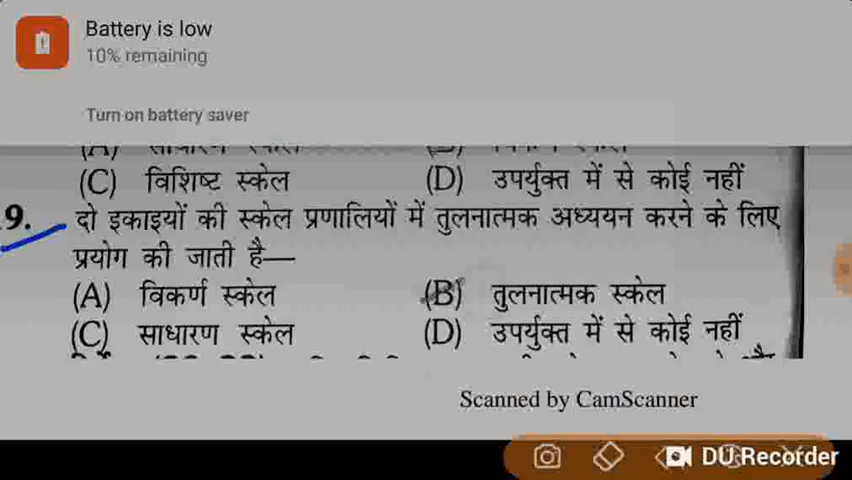 Battery is low
10% remaining
Turn on battery saver
(C) विशिष्ट स्केल (D) उपर्युक्त में से कोई नहीं
9. दो इकाइयों की स्केल प्रणालियों में तुलनात्मक अध्ययन करने के लिए
प्रयोग की जाती है—
(A) विकर्ण स्केल (B) तुलनात्मक स्केल
(C) साधारण स्केल (D) उपर्युक्त में से कोई नहीं
Scanned by CamScanner
DU Recorder